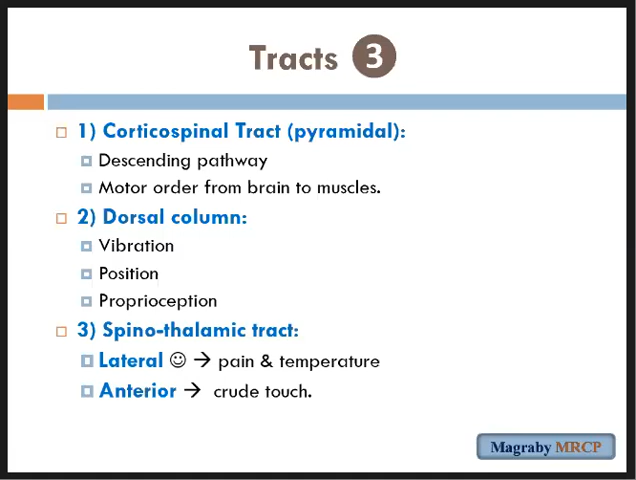 Tracts 3
1) Corticospinal Tract (pyramidal):
Descending pathway
Motor order from brain to muscles.
2) Dorsal column:
Vibration
Position
Proprioception
3) Spino-thalamic tract:
Lateral ☺ → pain & temperature
Anterior → crude touch.
Magraby MRCP